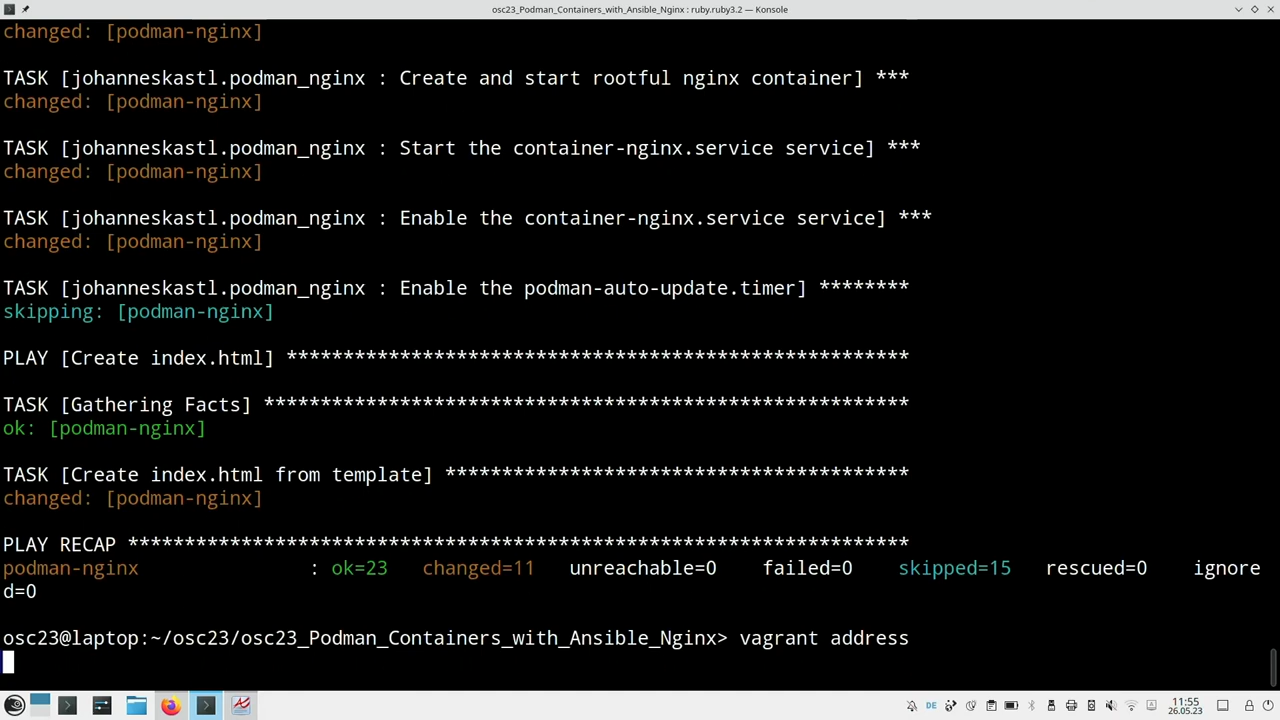 osc23_Podman_Containers_with_Ansible_Nginx : ruby.ruby3.2 — Konsole
changed: [podman-nginx]
TASK [johanneskastl.podman_nginx : Create and start rootful nginx container] ***
changed: [podman-nginx]
TASK [johanneskastl.podman_nginx : Start the container-nginx.service service] ***
changed: [podman-nginx]
TASK [johanneskastl.podman_nginx : Enable the container-nginx.service service] ***
changed: [podman-nginx]
TASK [johanneskastl.podman_nginx : Enable the podman-auto-update.timer] ********
skipping: [podman-nginx]
PLAY [Create index.html] *******************************************************
TASK [Gathering Facts] *********************************************************
ok: [podman-nginx]
TASK [Create index.html from template] *****************************************
changed: [podman-nginx]
PLAY RECAP *********************************************************************
podman-nginx : ok=23 changed=11 unreachable=0 failed=0 skipped=15 rescued=0 ignore
d=0
osc23@laptop:~/osc23/osc23_Podman_Containers_with_Ansible_Nginx> vagrant address
DE
11:55
26.05.23